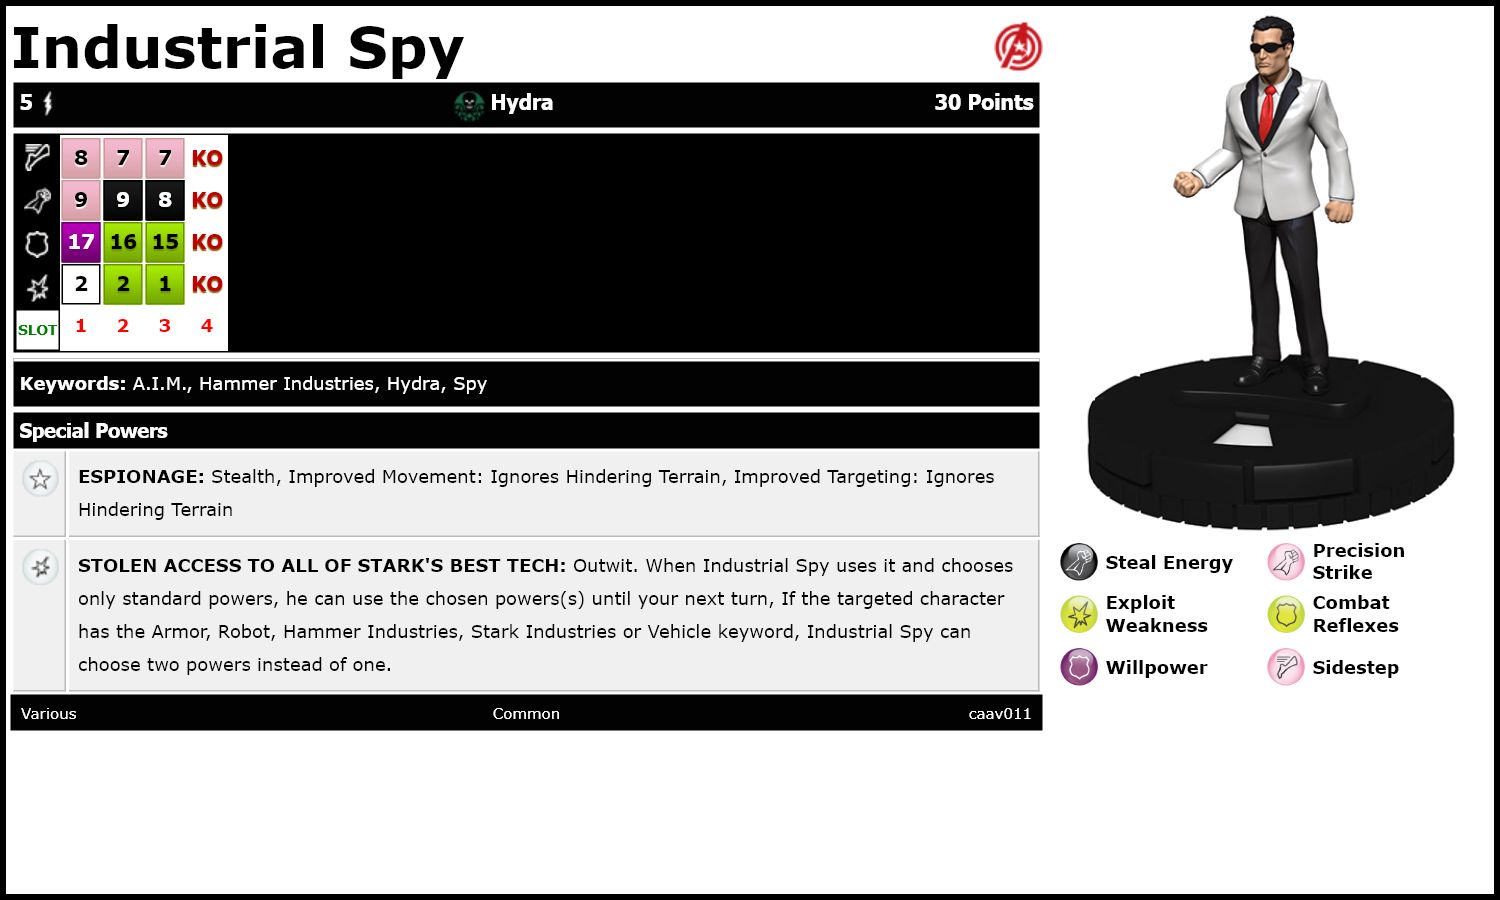 Industrial Spy
5 Hydra 30 Points
8 7 7 KO
9 9 8 KO
17 16 15 KO
2 2 1 KO
SLOT 1 2 3 4
Keywords: A.I.M., Hammer Industries, Hydra, Spy
Special Powers
ESPIONAGE: Stealth, Improved Movement: Ignores Hindering Terrain, Improved Targeting: Ignores
Hindering Terrain
STOLEN ACCESS TO ALL OF STARK'S BEST TECH: Outwit. When Industrial Spy uses it and chooses
only standard powers, he can use the chosen powers(s) until your next turn, If the targeted character
has the Armor, Robot, Hammer Industries, Stark Industries or Vehicle keyword, Industrial Spy can
choose two powers instead of one.
Various Common caav011
Steal Energy
Precision
Strike
Exploit
Weakness
Combat
Reflexes
Willpower
Sidestep